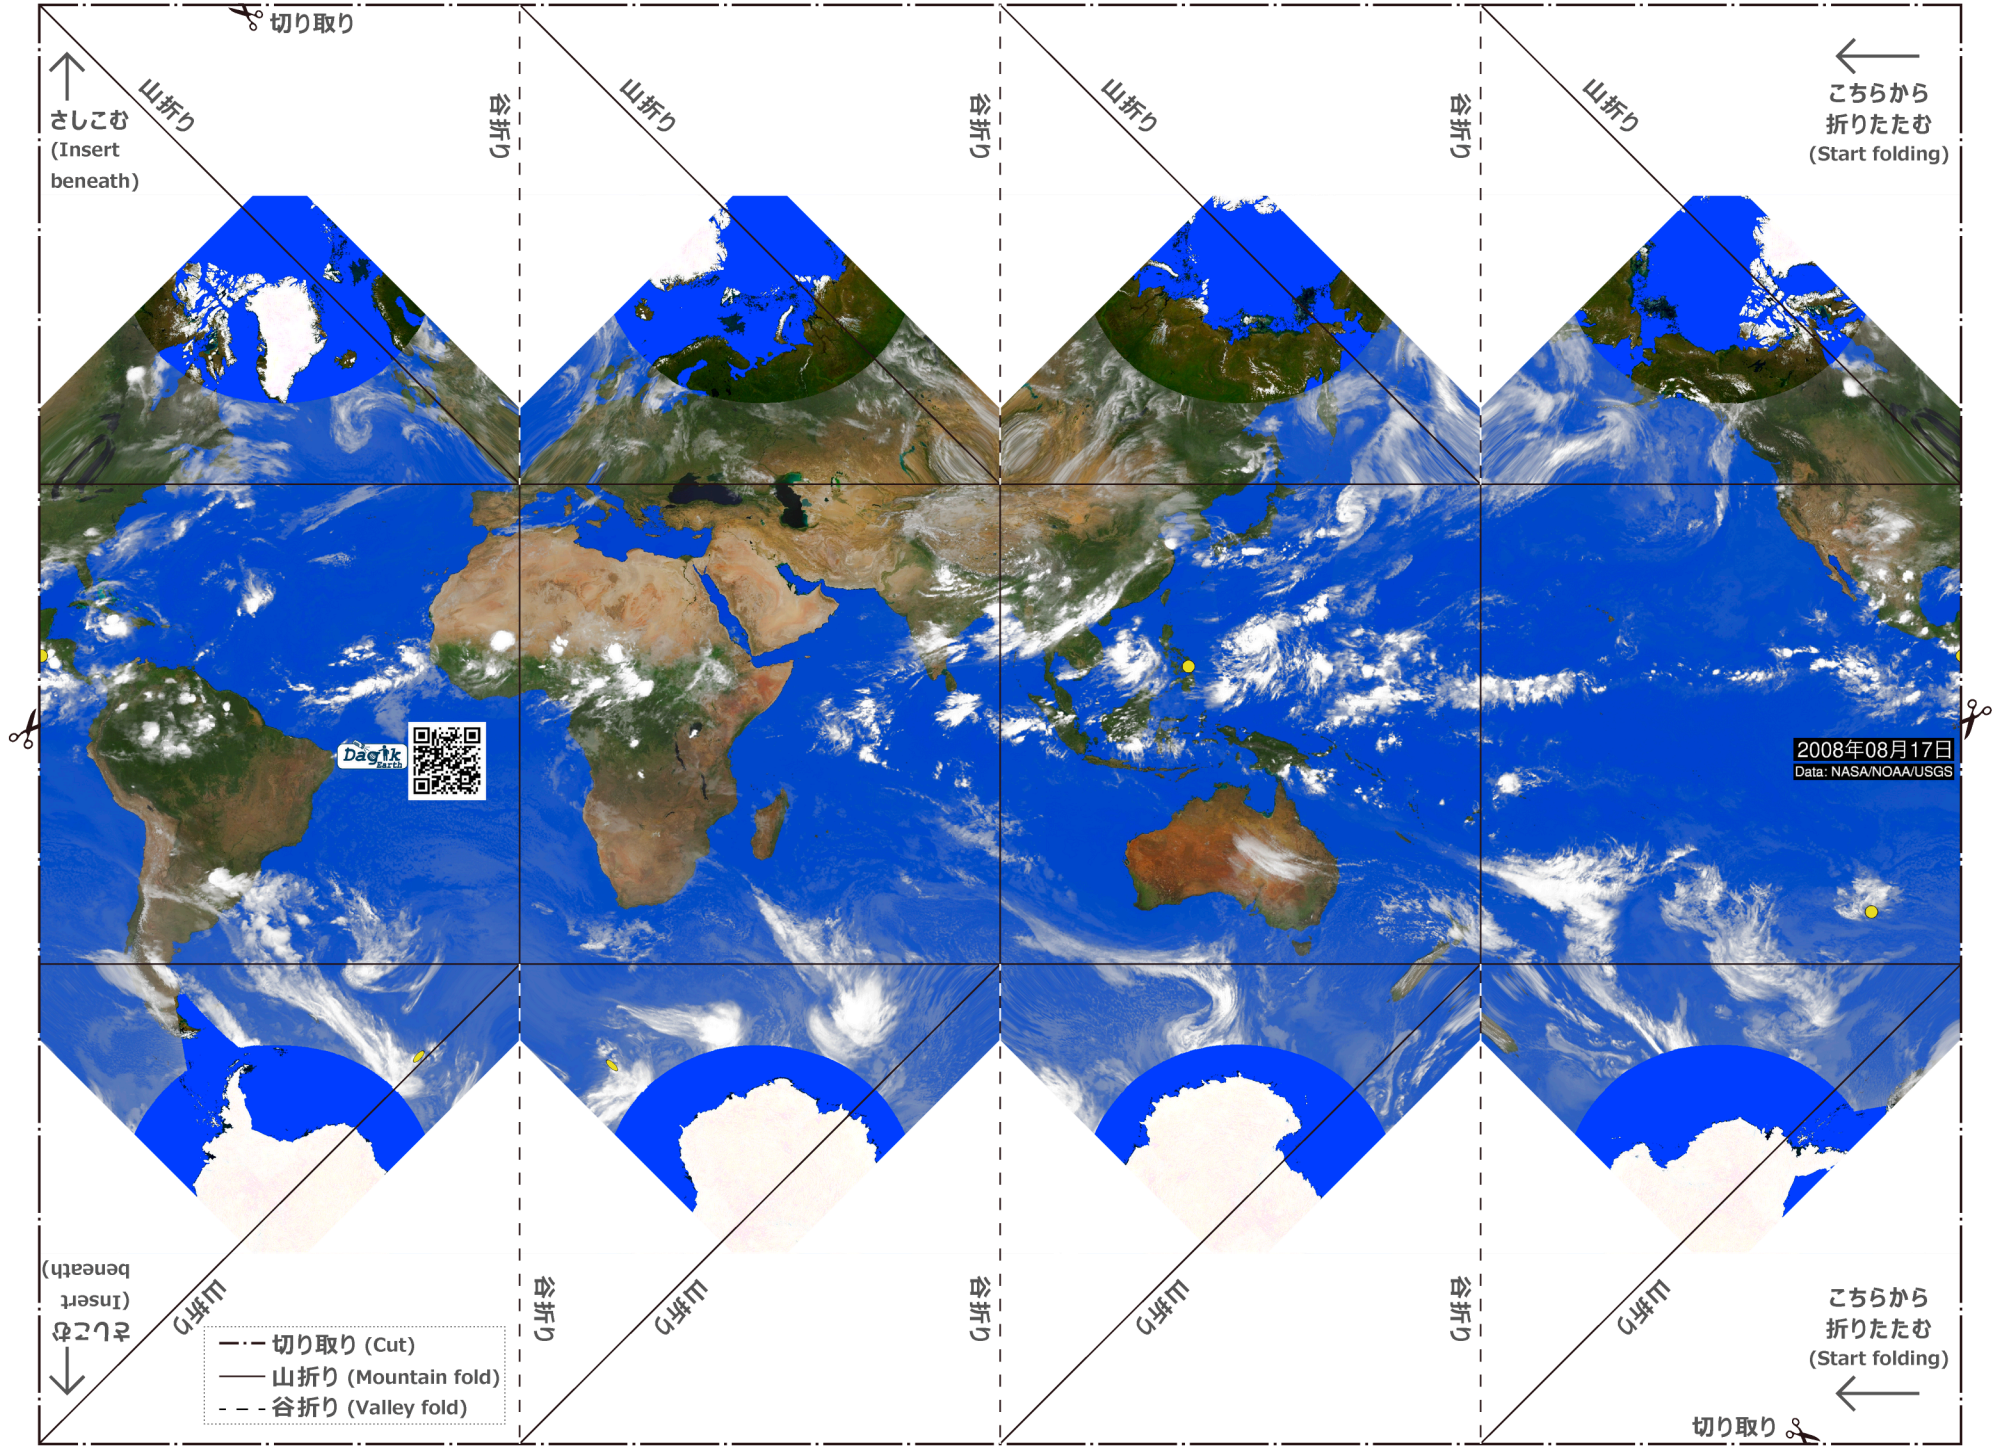 切り取り
さしこむ
(Insert
beneath)
山折り
谷折り
山折り
谷折り
山折り
谷折り
山折り
こちらから
折りたたむ
(Start folding)
Dagik
Earth
2008年08月17日
Data: NASA/NOAA/USGS
さしこむ
(Insert
beneath)
山折り
谷折り
山折り
谷折り
山折り
谷折り
山折り
こちらから
折りたたむ
(Start folding)
切り取り (Cut)
山折り (Mountain fold)
谷折り (Valley fold)
切り取り